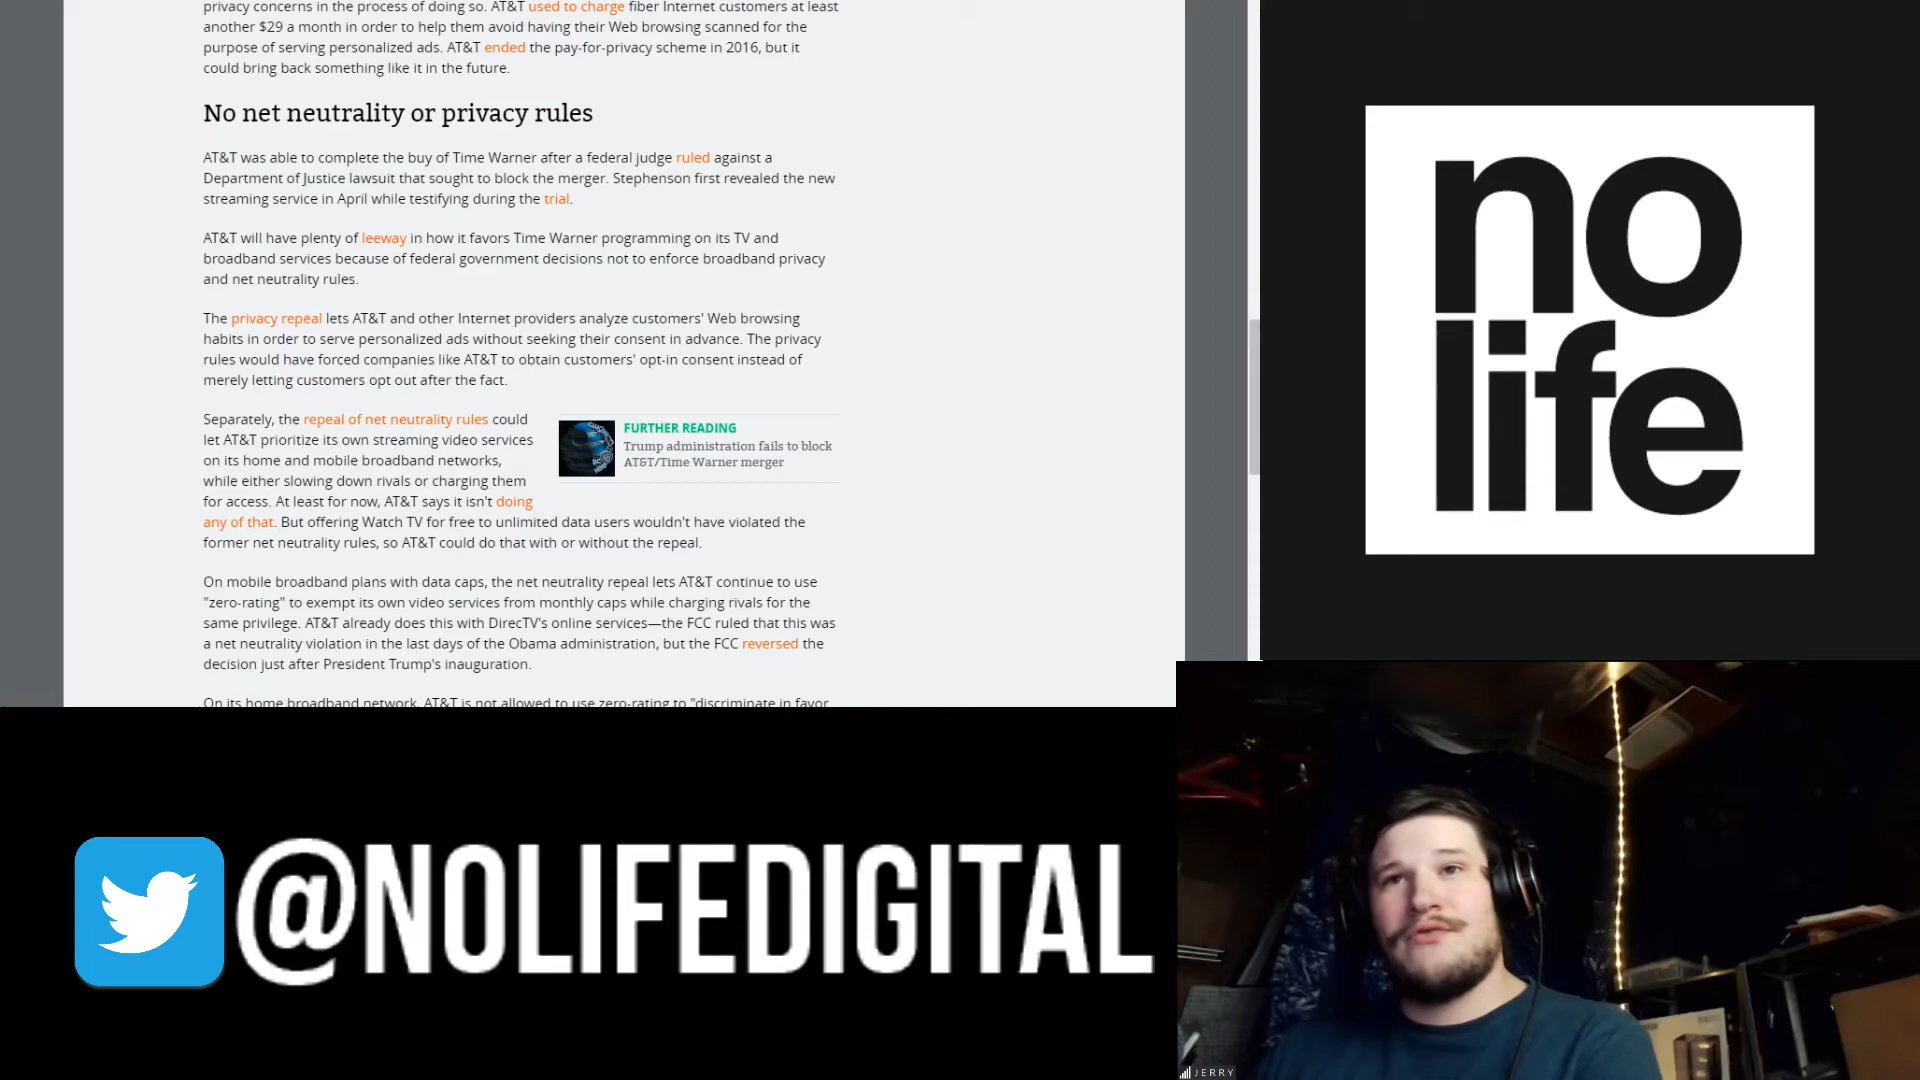 privacy concerns in the process of doing so. AT&T used to charge fiber Internet customers at least
another $29 a month in order to help them avoid having their Web browsing scanned for the
purpose of serving personalized ads. AT&T ended the pay-for-privacy scheme in 2016, but it
could bring back something like it in the future.
No net neutrality or privacy rules
AT&T was able to complete the buy of Time Warner after a federal judge ruled against a
Department of Justice lawsuit that sought to block the merger. Stephenson first revealed the new
streaming service in April while testifying during the trial.
AT&T will have plenty of leeway in how it favors Time Warner programming on its TV and
broadband services because of federal government decisions not to enforce broadband privacy
and net neutrality rules.
The privacy repeal lets AT&T and other Internet providers analyze customers' Web browsing
habits in order to serve personalized ads without seeking their consent in advance. The privacy
rules would have forced companies like AT&T to obtain customers' opt-in consent instead of
merely letting customers opt out after the fact.
Separately, the repeal of net neutrality rules could
let AT&T prioritize its own streaming video services
on its home and mobile broadband networks,
while either slowing down rivals or charging them
for access. At least for now, AT&T says it isn't doing
any of that. But offering Watch TV for free to unlimited data users wouldn't have violated the
former net neutrality rules, so AT&T could do that with or without the repeal.
FURTHER READING
Trump administration fails to block
AT&T/Time Warner merger
On mobile broadband plans with data caps, the net neutrality repeal lets AT&T continue to use
"zero-rating" to exempt its own video services from monthly caps while charging rivals for the
same privilege. AT&T already does this with DirecTV's online services—the FCC ruled that this was
a net neutrality violation in the last days of the Obama administration, but the FCC reversed the
decision just after President Trump's inauguration.
On its home broadband network, AT&T is not allowed to use zero-rating to "discriminate in favor
no
life
@NOLIFEDIGITAL
JERRY